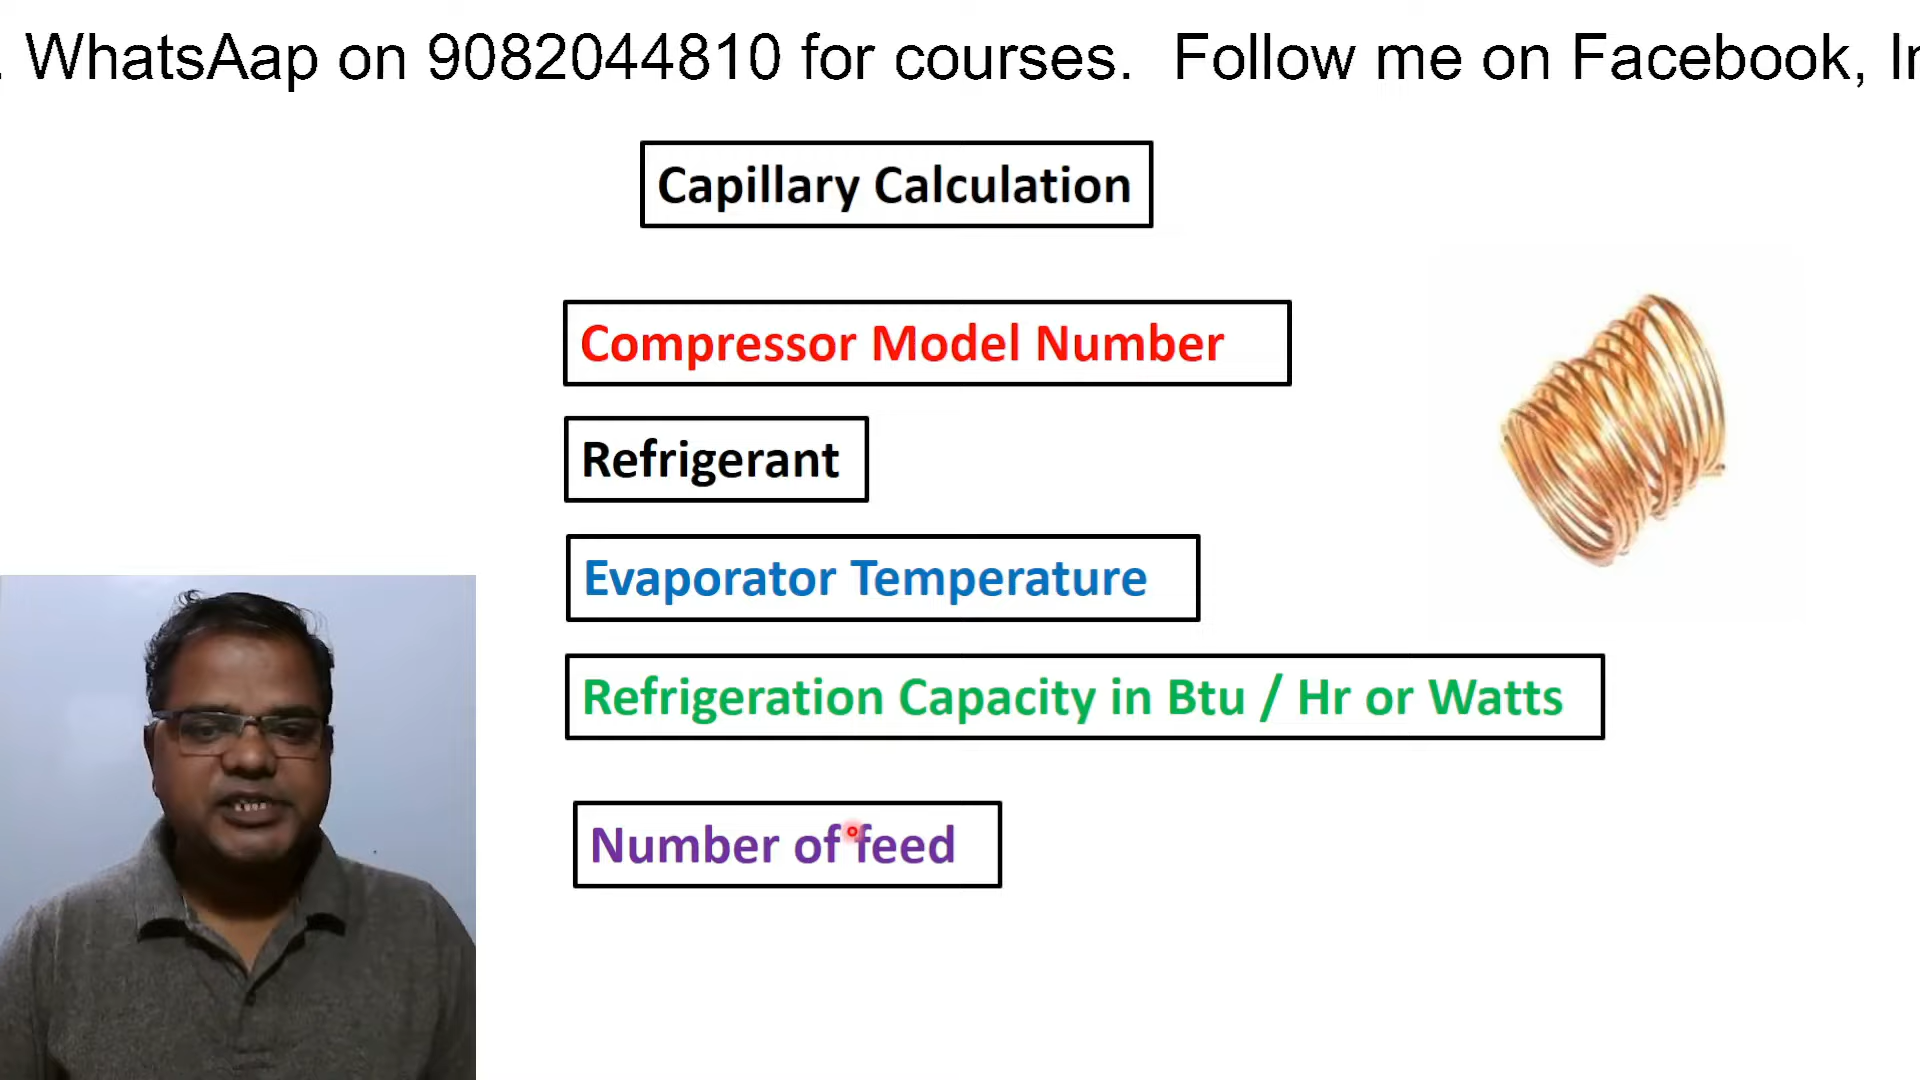 . WhatsAap on 9082044810 for courses. Follow me on Facebook, In
Capillary Calculation
Compressor Model Number
Refrigerant
Evaporator Temperature
Refrigeration Capacity in Btu / Hr or Watts
Number of feed